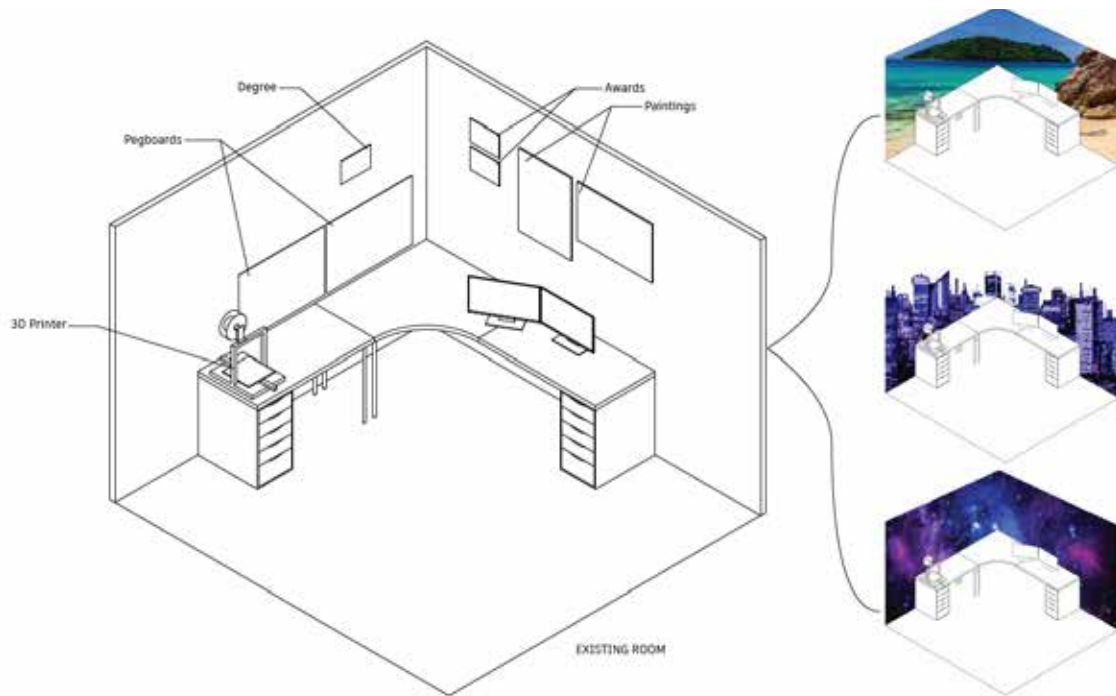 Degree
Awards
Paintings
Pegboards
3D Printer
EXISTING ROOM